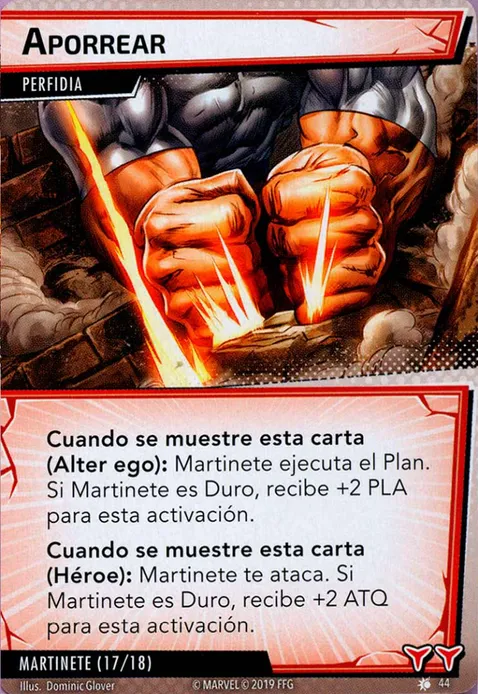 APORREAR
PERFIDIA
Cuando se muestre esta carta
(Alter ego): Martinete ejecuta el Plan.
Si Martinete es Duro, recibe +2 PLA
para esta activación.
Cuando se muestre esta carta
(Héroe): Martinete te ataca. Si
Martinete es Duro, recibe +2 ATQ
para esta activación.
MARTINETE (17/18)
Illus. Dominic Glover © MARVEL © 2019 FFG 44